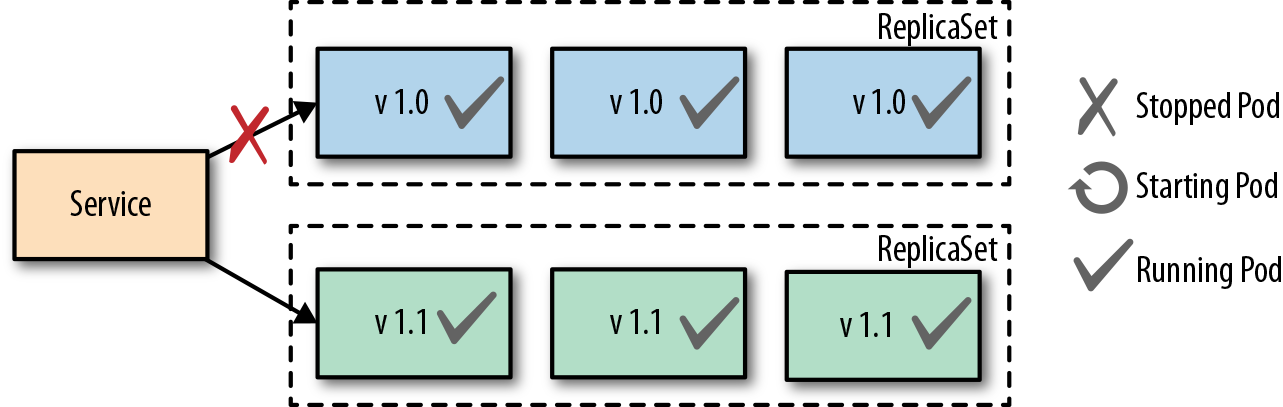 ReplicaSet
v 1.0
v 1.0
v 1.0
Service
ReplicaSet
v 1.1
v 1.1
v 1.1
Stopped Pod
Starting Pod
Running Pod